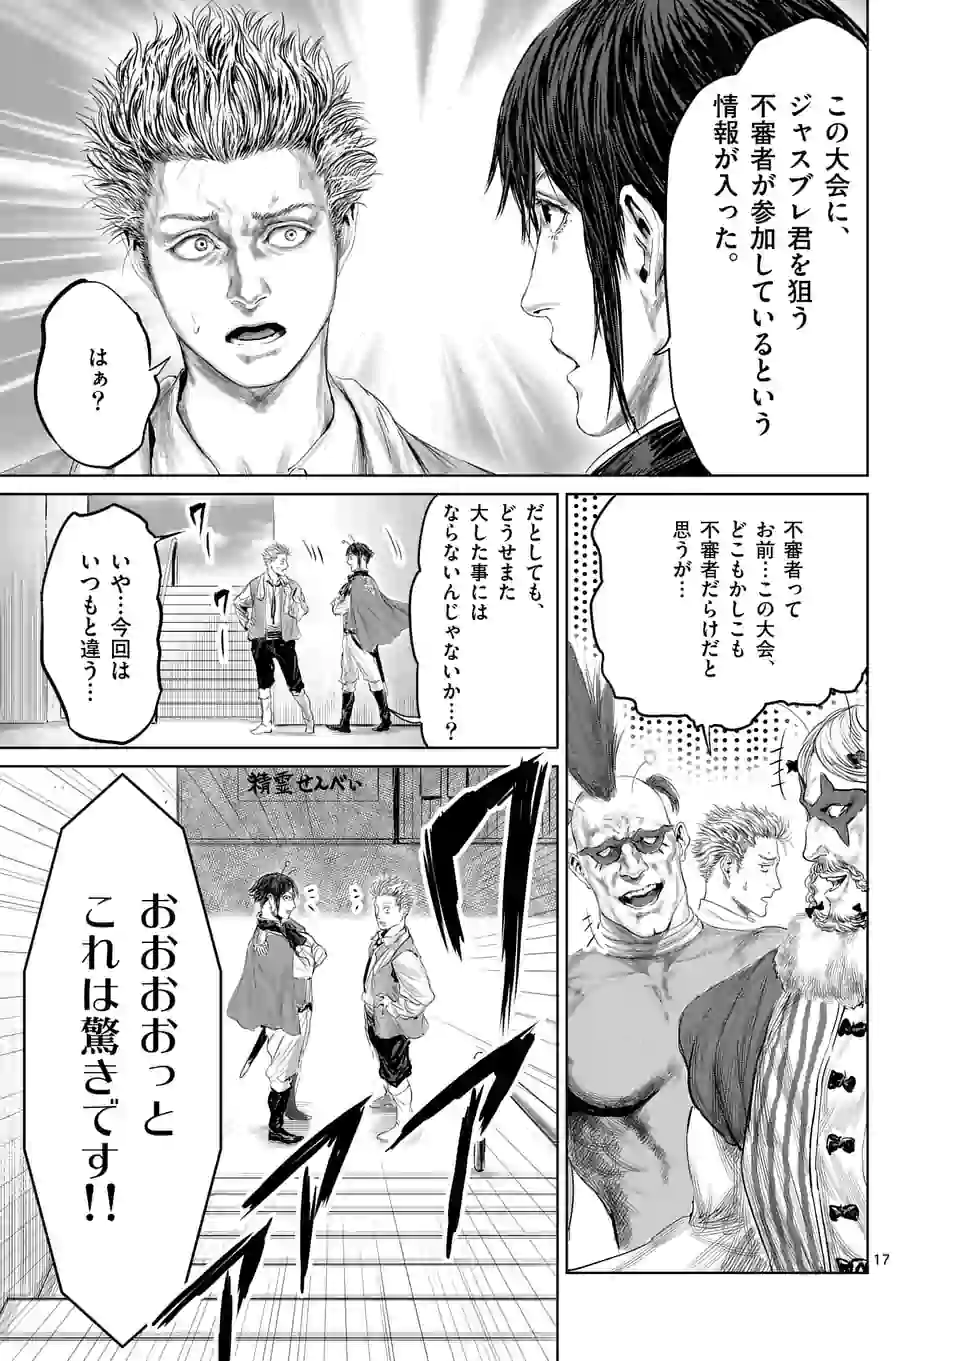 この大会に、
ジャスブレ君を狙う
不審者が参加しているという
情報が入った。
はぁ？
不審者って
お前…この大会、
どこもかしこも
不審者だらけだと
思うが…
だとしても、
どうせまた
大した事には
ならないんじゃないか…？
いや…今回は
いつもと違う…
精霊せんべい
おおおおっと
これは驚きです!!
17